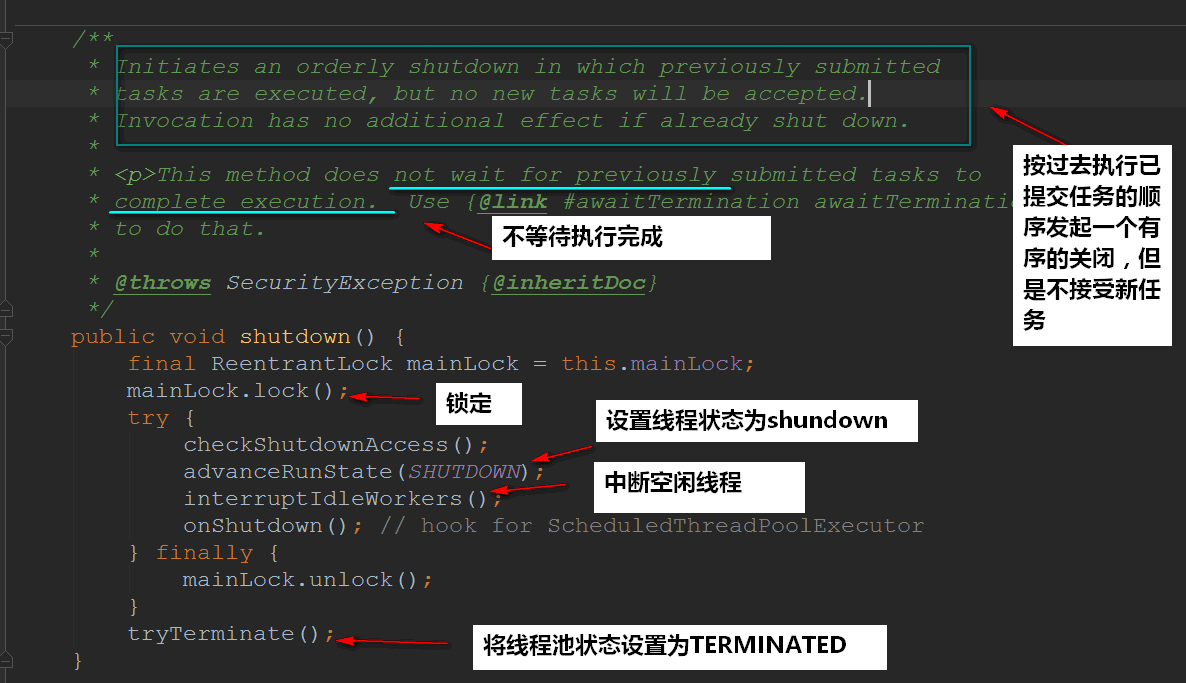 /**
* Initiates an orderly shutdown in which previously submitted
* tasks are executed, but no new tasks will be accepted.
* Invocation has no additional effect if already shut down.
*
* <p>This method does not wait for previously submitted tasks to
* complete execution.  Use {@link #awaitTermination awaitTerminatio
* to do that.
*
* @throws SecurityException {@inheritDoc}
*/
按过去执行已
提交任务的顺
序发起一个有
序的关闭，但
是不接受新任
务
不等待执行完成
public void shutdown() {
final ReentrantLock mainLock = this.mainLock;
mainLock.lock();
锁定
try {
checkShutdownAccess();
设置线程状态为shundown
advanceRunState(SHUTDOWN);
中断空闲线程
interruptIdleWorkers();
onShutdown(); // hook for ScheduledThreadPoolExecutor
} finally {
mainLock.unlock();
}
tryTerminate();
将线程池状态设置为TERMINATED
}